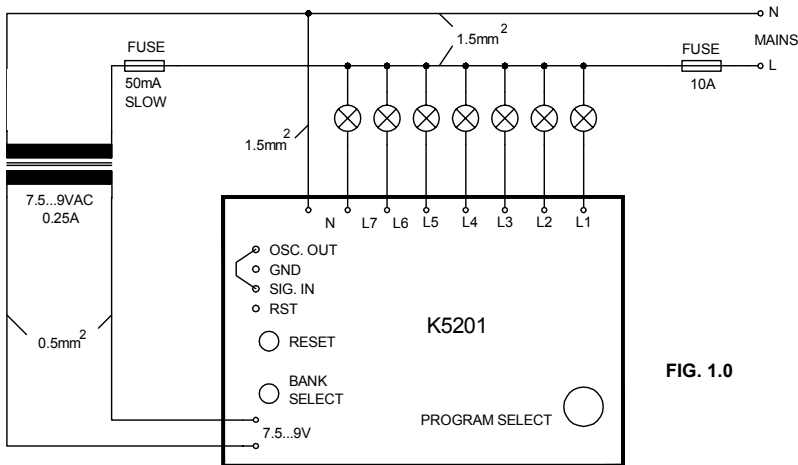 N
MAINS
L
FUSE
50mA
SLOW
1.5mm²
FUSE
10A
1.5mm²
7.5...9VAC
0.25A
0.5mm²
N L7 L6 L5 L4 L3 L2 L1
OSC. OUT
GND
SIG. IN
RST
RESET
BANK
SELECT
7.5...9V
K5201
PROGRAM SELECT
FIG. 1.0